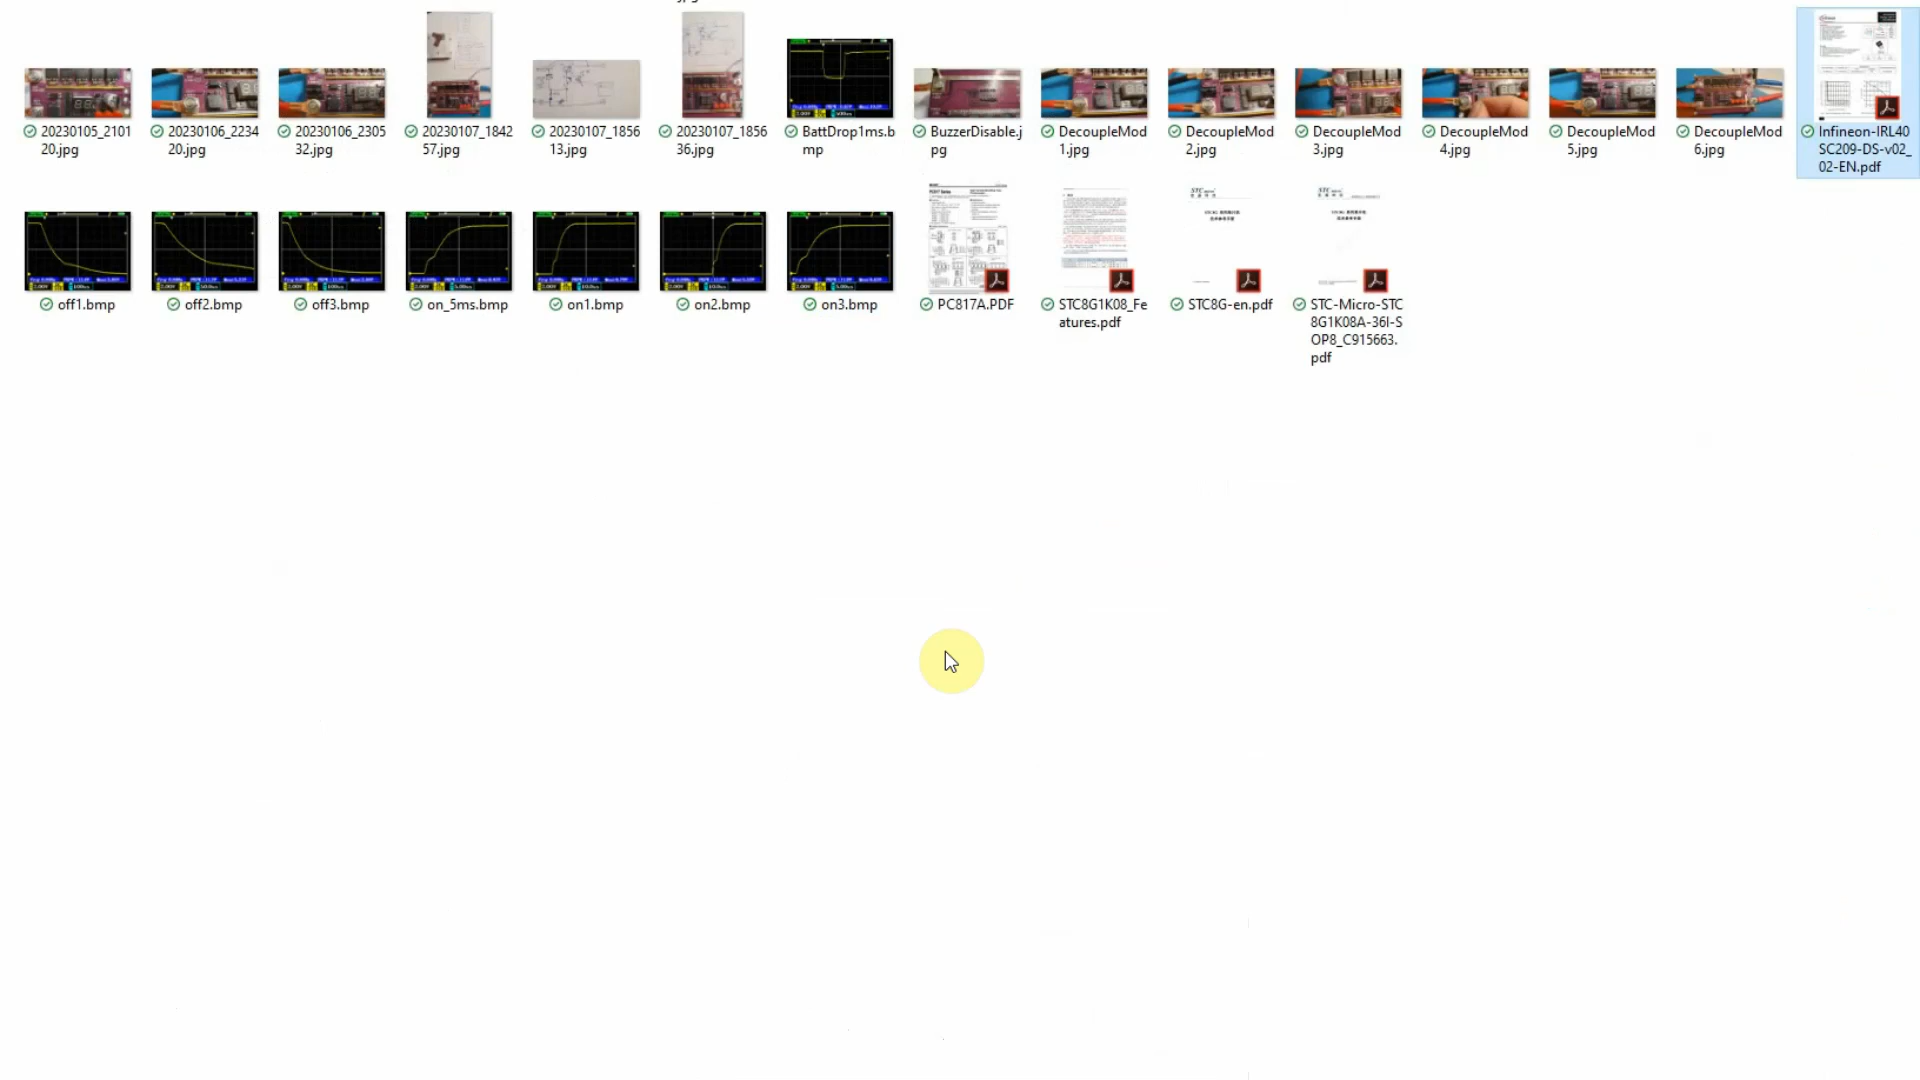 20230105_2101
20.jpg
20230106_2234
20.jpg
20230106_2305
32.jpg
20230107_1842
57.jpg
20230107_1856
13.jpg
20230107_1856
36.jpg
BattDrop1ms.b
mp
BuzzerDisable.j
pg
DecoupleMod
1.jpg
DecoupleMod
2.jpg
DecoupleMod
3.jpg
DecoupleMod
4.jpg
DecoupleMod
5.jpg
DecoupleMod
6.jpg
Infineon-IRL40
SC209-DS-v02_
02-EN.pdf
off1.bmp
off2.bmp
off3.bmp
on_5ms.bmp
on1.bmp
on2.bmp
on3.bmp
PC817A.PDF
STC8G1K08_Fe
atures.pdf
STC8G-en.pdf
STC-Micro-STC
8G1K08A-36I-S
OP8_C915663.
pdf